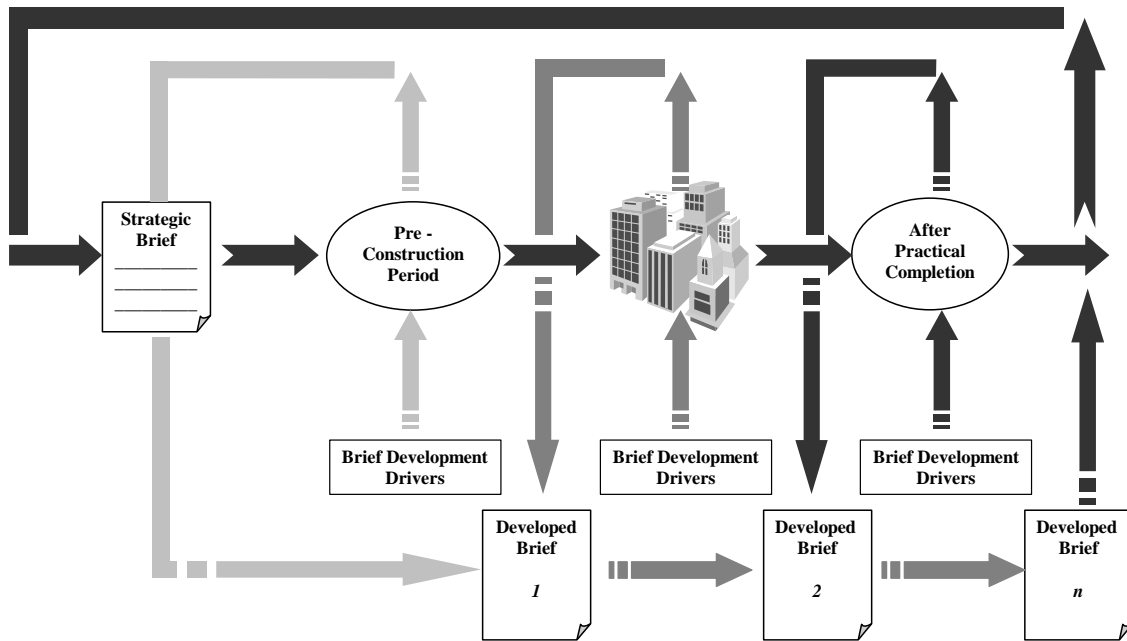 Strategic
Brief
Pre -
Construction
Period
After
Practical
Completion
Brief Development
Drivers
Brief Development
Drivers
Brief Development
Drivers
Developed
Brief
1
Developed
Brief
2
Developed
Brief
n